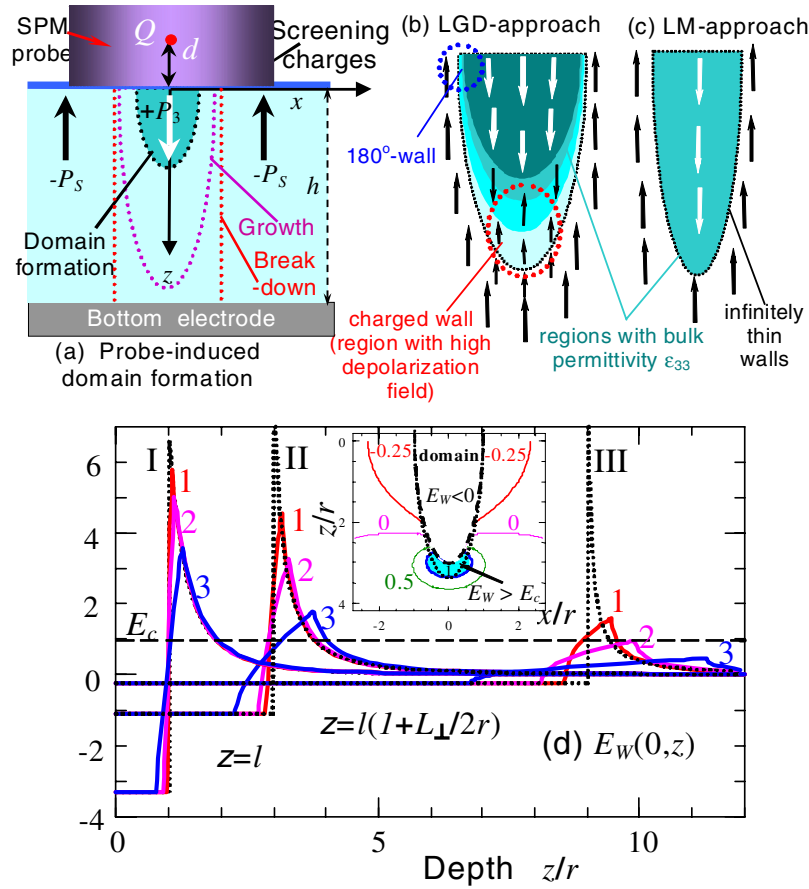 SPM
probe
Q
d
Screening
charges
x
+P3
-PS
-PS
h
Domain
formation
z
Growth
Break
-down
Bottom electrode
(a) Probe-induced
domain formation
(b) LGD-approach
180°-wall
charged wall
(region with high
depolarization
field)
regions with bulk
permittivity ε33
(c) LM-approach
infinitely
thin
walls
6
4
2
0
-2
-4
I
1
2
3
Ec
II
1
2
3
III
1
2
3
0
2
4
z/r
-0.25
domain
-0.25
EW<0
0
0
0.5
EW > Ec
-2
0
2
x/r
z=l
z=l(1+L⊥/2r)
(d) EW(0,z)
0
5
10
Depth z/r